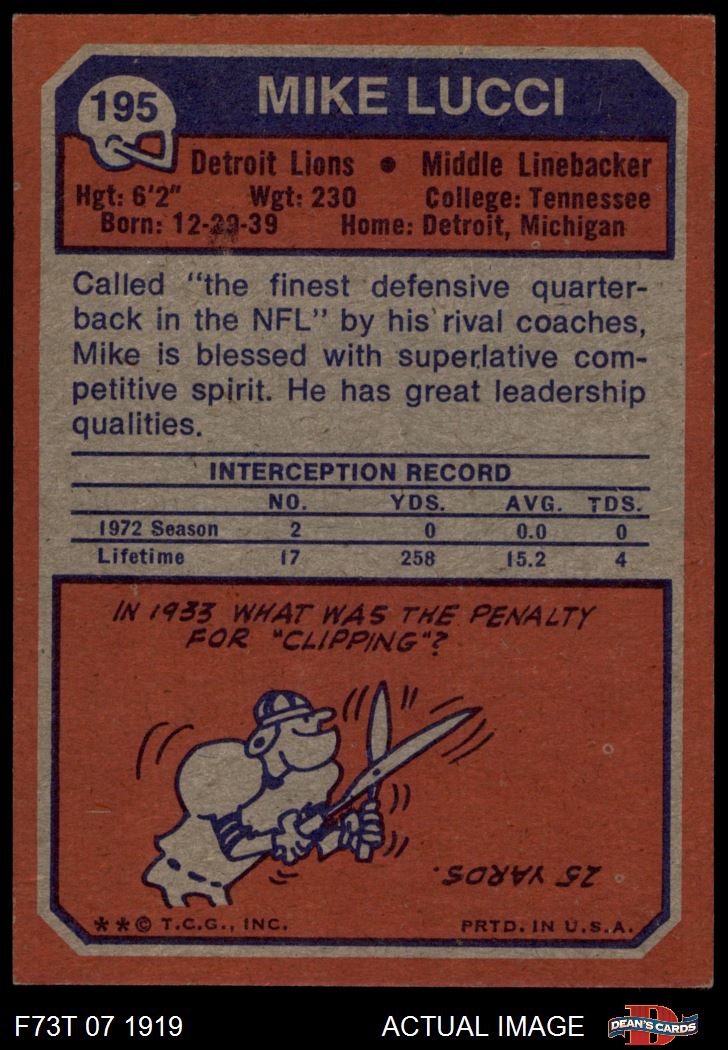 195
MIKE LUCCI
Detroit Lions • Middle Linebacker
Hgt: 6'2" Wgt: 230 College: Tennessee
Born: 12-29-39 Home: Detroit, Michigan
Called "the finest defensive quarter-
back in the NFL" by his rival coaches,
Mike is blessed with superlative com-
petitive spirit. He has great leadership
qualities.
INTERCEPTION RECORD
NO. YDS. AVG. TDS.
1972 Season 2 0 0.0 0
Lifetime 17 258 15.2 4
IN 1933 WHAT WAS THE PENALTY
FOR "CLIPPING"?
25 YARDS.
**© T.C.G., INC. PRTD. IN U.S.A.
F73T 07 1919 ACTUAL IMAGE
D
DEAN'S CARDS